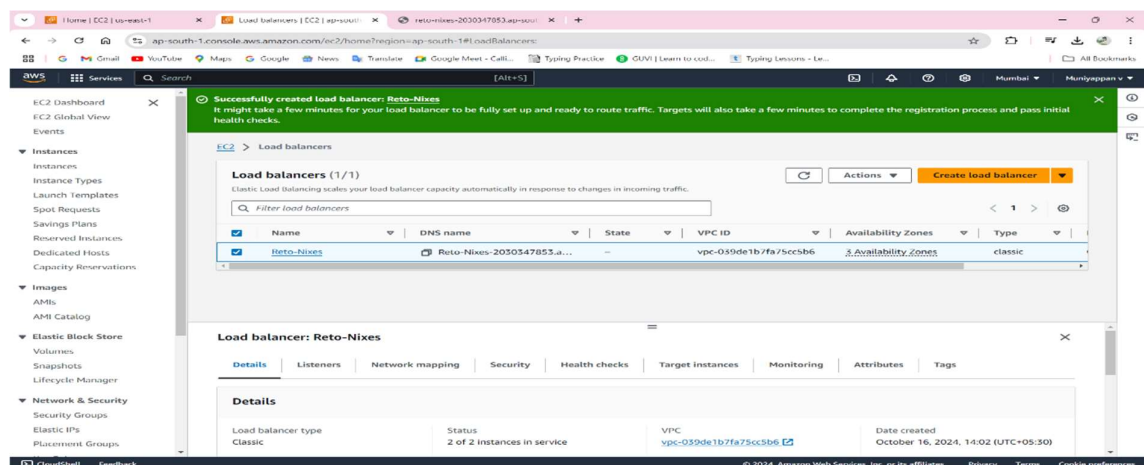 Home | EC2 | us-east-1
Load balancers | EC2 | ap-south
reto-nixes-2030347853.ap-sout
ap-south-1.console.aws.amazon.com/ec2/home?region=ap-south-1#LoadBalancers:
Gmail YouTube Maps Google News Translate Google Meet - Calli... Typing Practice GUVI | Learn to cod... Typing Lessons - Le... All Bookmarks
aws Services Search [Alt+S] Mumbai Muniyappan v
EC2 Dashboard
EC2 Global View
Events
Instances
Instances
Instance Types
Launch Templates
Spot Requests
Savings Plans
Reserved Instances
Dedicated Hosts
Capacity Reservations
Images
AMIs
AMI Catalog
Elastic Block Store
Volumes
Snapshots
Lifecycle Manager
Network & Security
Security Groups
Elastic IPs
Placement Groups
Successfully created load balancer: Reto-Nixes
It might take a few minutes for your load balancer to be fully set up and ready to route traffic. Targets will also take a few minutes to complete the registration process and pass initial
health checks.
EC2 > Load balancers
Load balancers (1/1) Actions Create load balancer
Elastic Load Balancing scales your load balancer capacity automatically in response to changes in incoming traffic.
Filter load balancers < 1 >
Name DNS name State VPC ID Availability Zones Type
Reto-Nixes Reto-Nixes-2030347853.a... – vpc-039de1b7fa75cc5b6 3 Availability Zones classic
Load balancer: Reto-Nixes
Details Listeners Network mapping Security Health checks Target instances Monitoring Attributes Tags
Details
Load balancer type Status VPC Date created
Classic 2 of 2 instances in service vpc-039de1b7fa75cc5b6 October 16, 2024, 14:02 (UTC+05:30)
CloudShell Feedback © 2024, Amazon Web Services, Inc. or its affiliates. Privacy Terms Cookie preferences